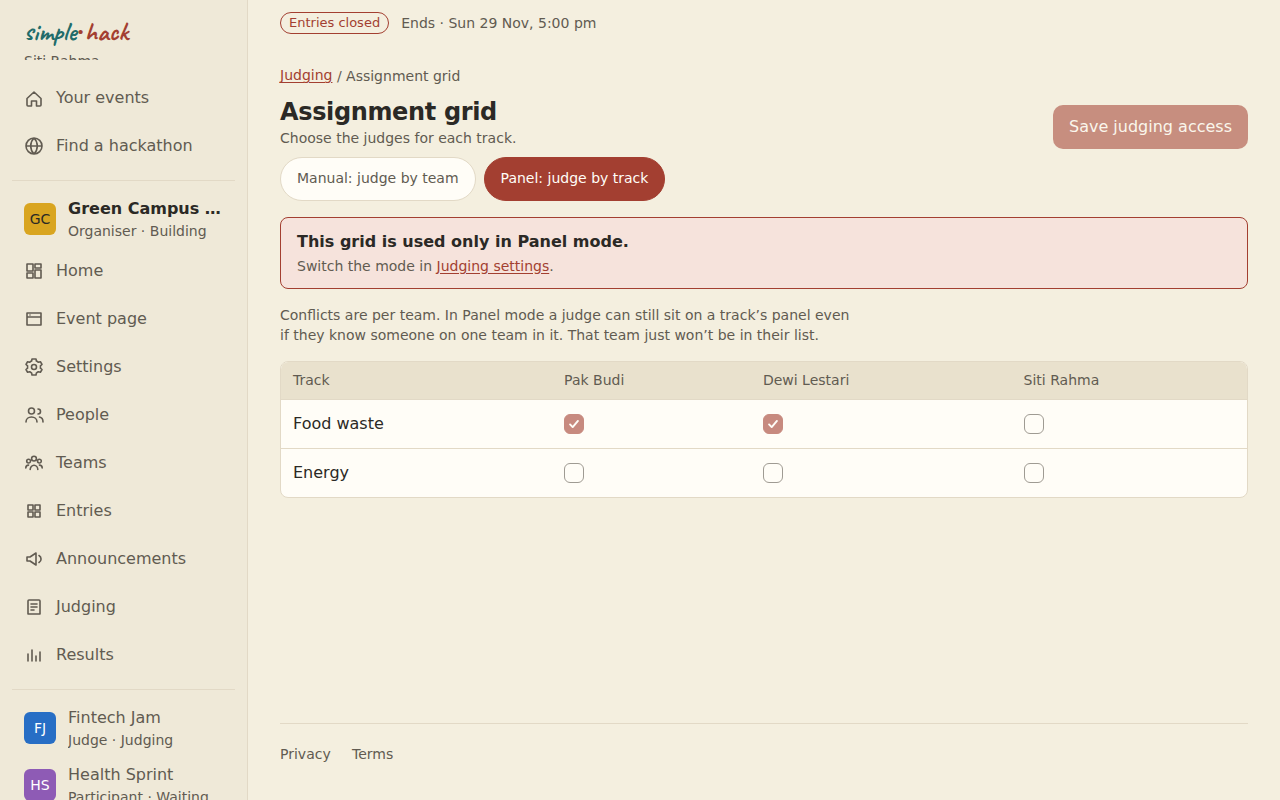 simple·hack
Siti Rahma
Your events
Find a hackathon
GC
Green Campus …
Organiser · Building
Home
Event page
Settings
People
Teams
Entries
Announcements
Judging
Results
FJ
Fintech Jam
Judge · Judging
HS
Health Sprint
Participant · Waiting
Entries closed
Ends · Sun 29 Nov, 5:00 pm
Judging / Assignment grid
Assignment grid
Choose the judges for each track.
Save judging access
Manual: judge by team
Panel: judge by track
This grid is used only in Panel mode.
Switch the mode in Judging settings.
Conflicts are per team. In Panel mode a judge can still sit on a track’s panel even
if they know someone on one team in it. That team just won’t be in their list.
Track Pak Budi Dewi Lestari Siti Rahma
Food waste
Energy
Privacy Terms